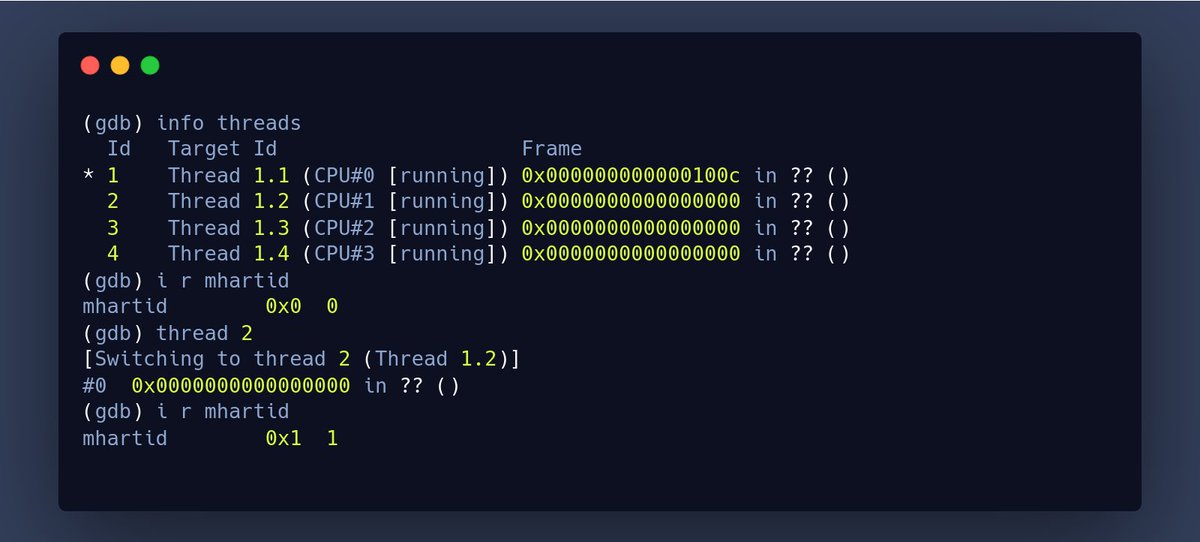 (gdb) info threads
  Id   Target Id                    Frame
* 1    Thread 1.1 (CPU#0 [running]) 0x000000000000100c in ?? ()
  2    Thread 1.2 (CPU#1 [running]) 0x0000000000000000 in ?? ()
  3    Thread 1.3 (CPU#2 [running]) 0x0000000000000000 in ?? ()
  4    Thread 1.4 (CPU#3 [running]) 0x0000000000000000 in ?? ()
(gdb) i r mhartid
mhartid        0x0  0
(gdb) thread 2
[Switching to thread 2 (Thread 1.2)]
#0  0x0000000000000000 in ?? ()
(gdb) i r mhartid
mhartid        0x1  1